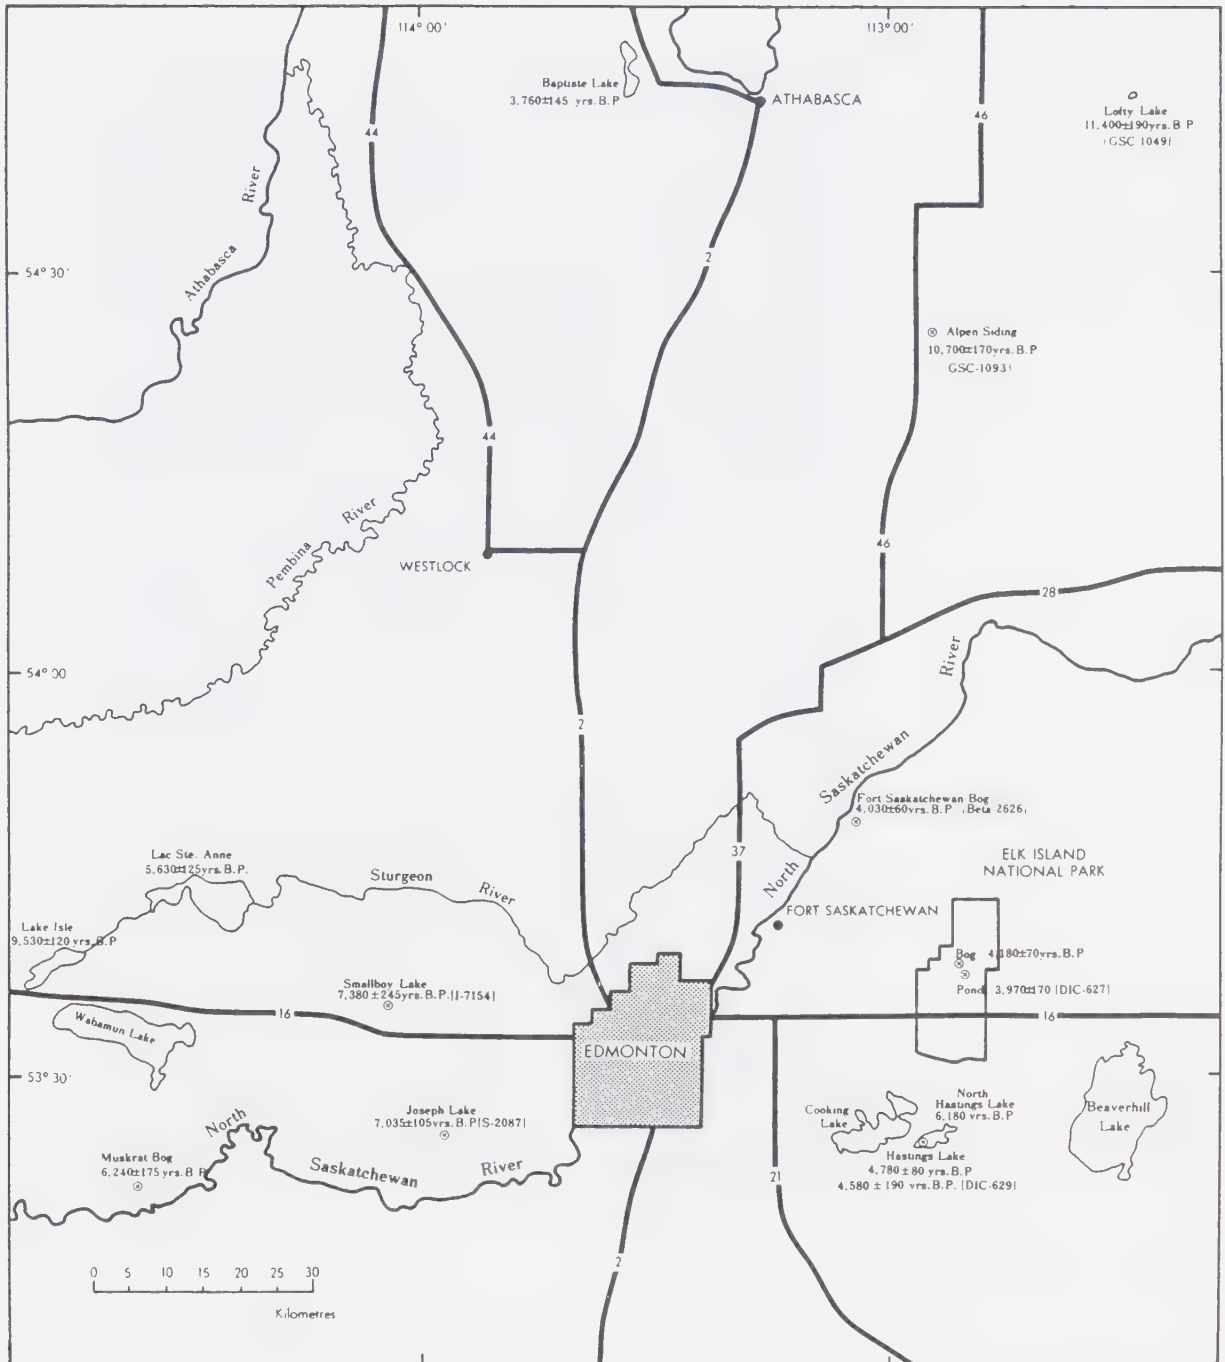 114° 00'
113° 00'
Baptiste Lake
3,760±145 yrs. B.P
ATHABASCA
46
Lofty Lake
11,400±190yrs. B P
(GSC 1049)
44
River
Athabasca
54° 30'
2
Alpen Siding
10,700±170yrs. B.P
GSC-1093)
44
River
Pembina
WESTLOCK
46
28
River
54° 00
2
Saskatchewan
Fort Saskatchewan Bog
4,030±60yrs. B.P (Beta 2626)
Lac Ste. Anne
5,630±125yrs. B.P.
Sturgeon
River
37
North
ELK ISLAND
NATIONAL PARK
FORT SASKATCHEWAN
Lake Isle
9,530±120 yrs. B.P
Bog 4,180±70yrs. B.P
Smallboy Lake
7,380 ± 245yrs. B.P. [I-7154]
Pond 3,970±170 [DIC-627]
16
16
Wabamun Lake
EDMONTON
53° 30'
Joseph Lake
7,035±105yrs. B.P[S-2087]
North
Cooking
Lake
North
Hastings Lake
6,180 yrs. B.P
Beaverhill
Lake
Muskrat Bog
6,240±175 yrs. B P
Saskatchewan
River
Hastings Lake
4,780 ± 80 yrs. B.P
4,580 ± 190 yrs. B.P. [DIC-629]
21
2
0 5 10 15 20 25 30
Kilometres